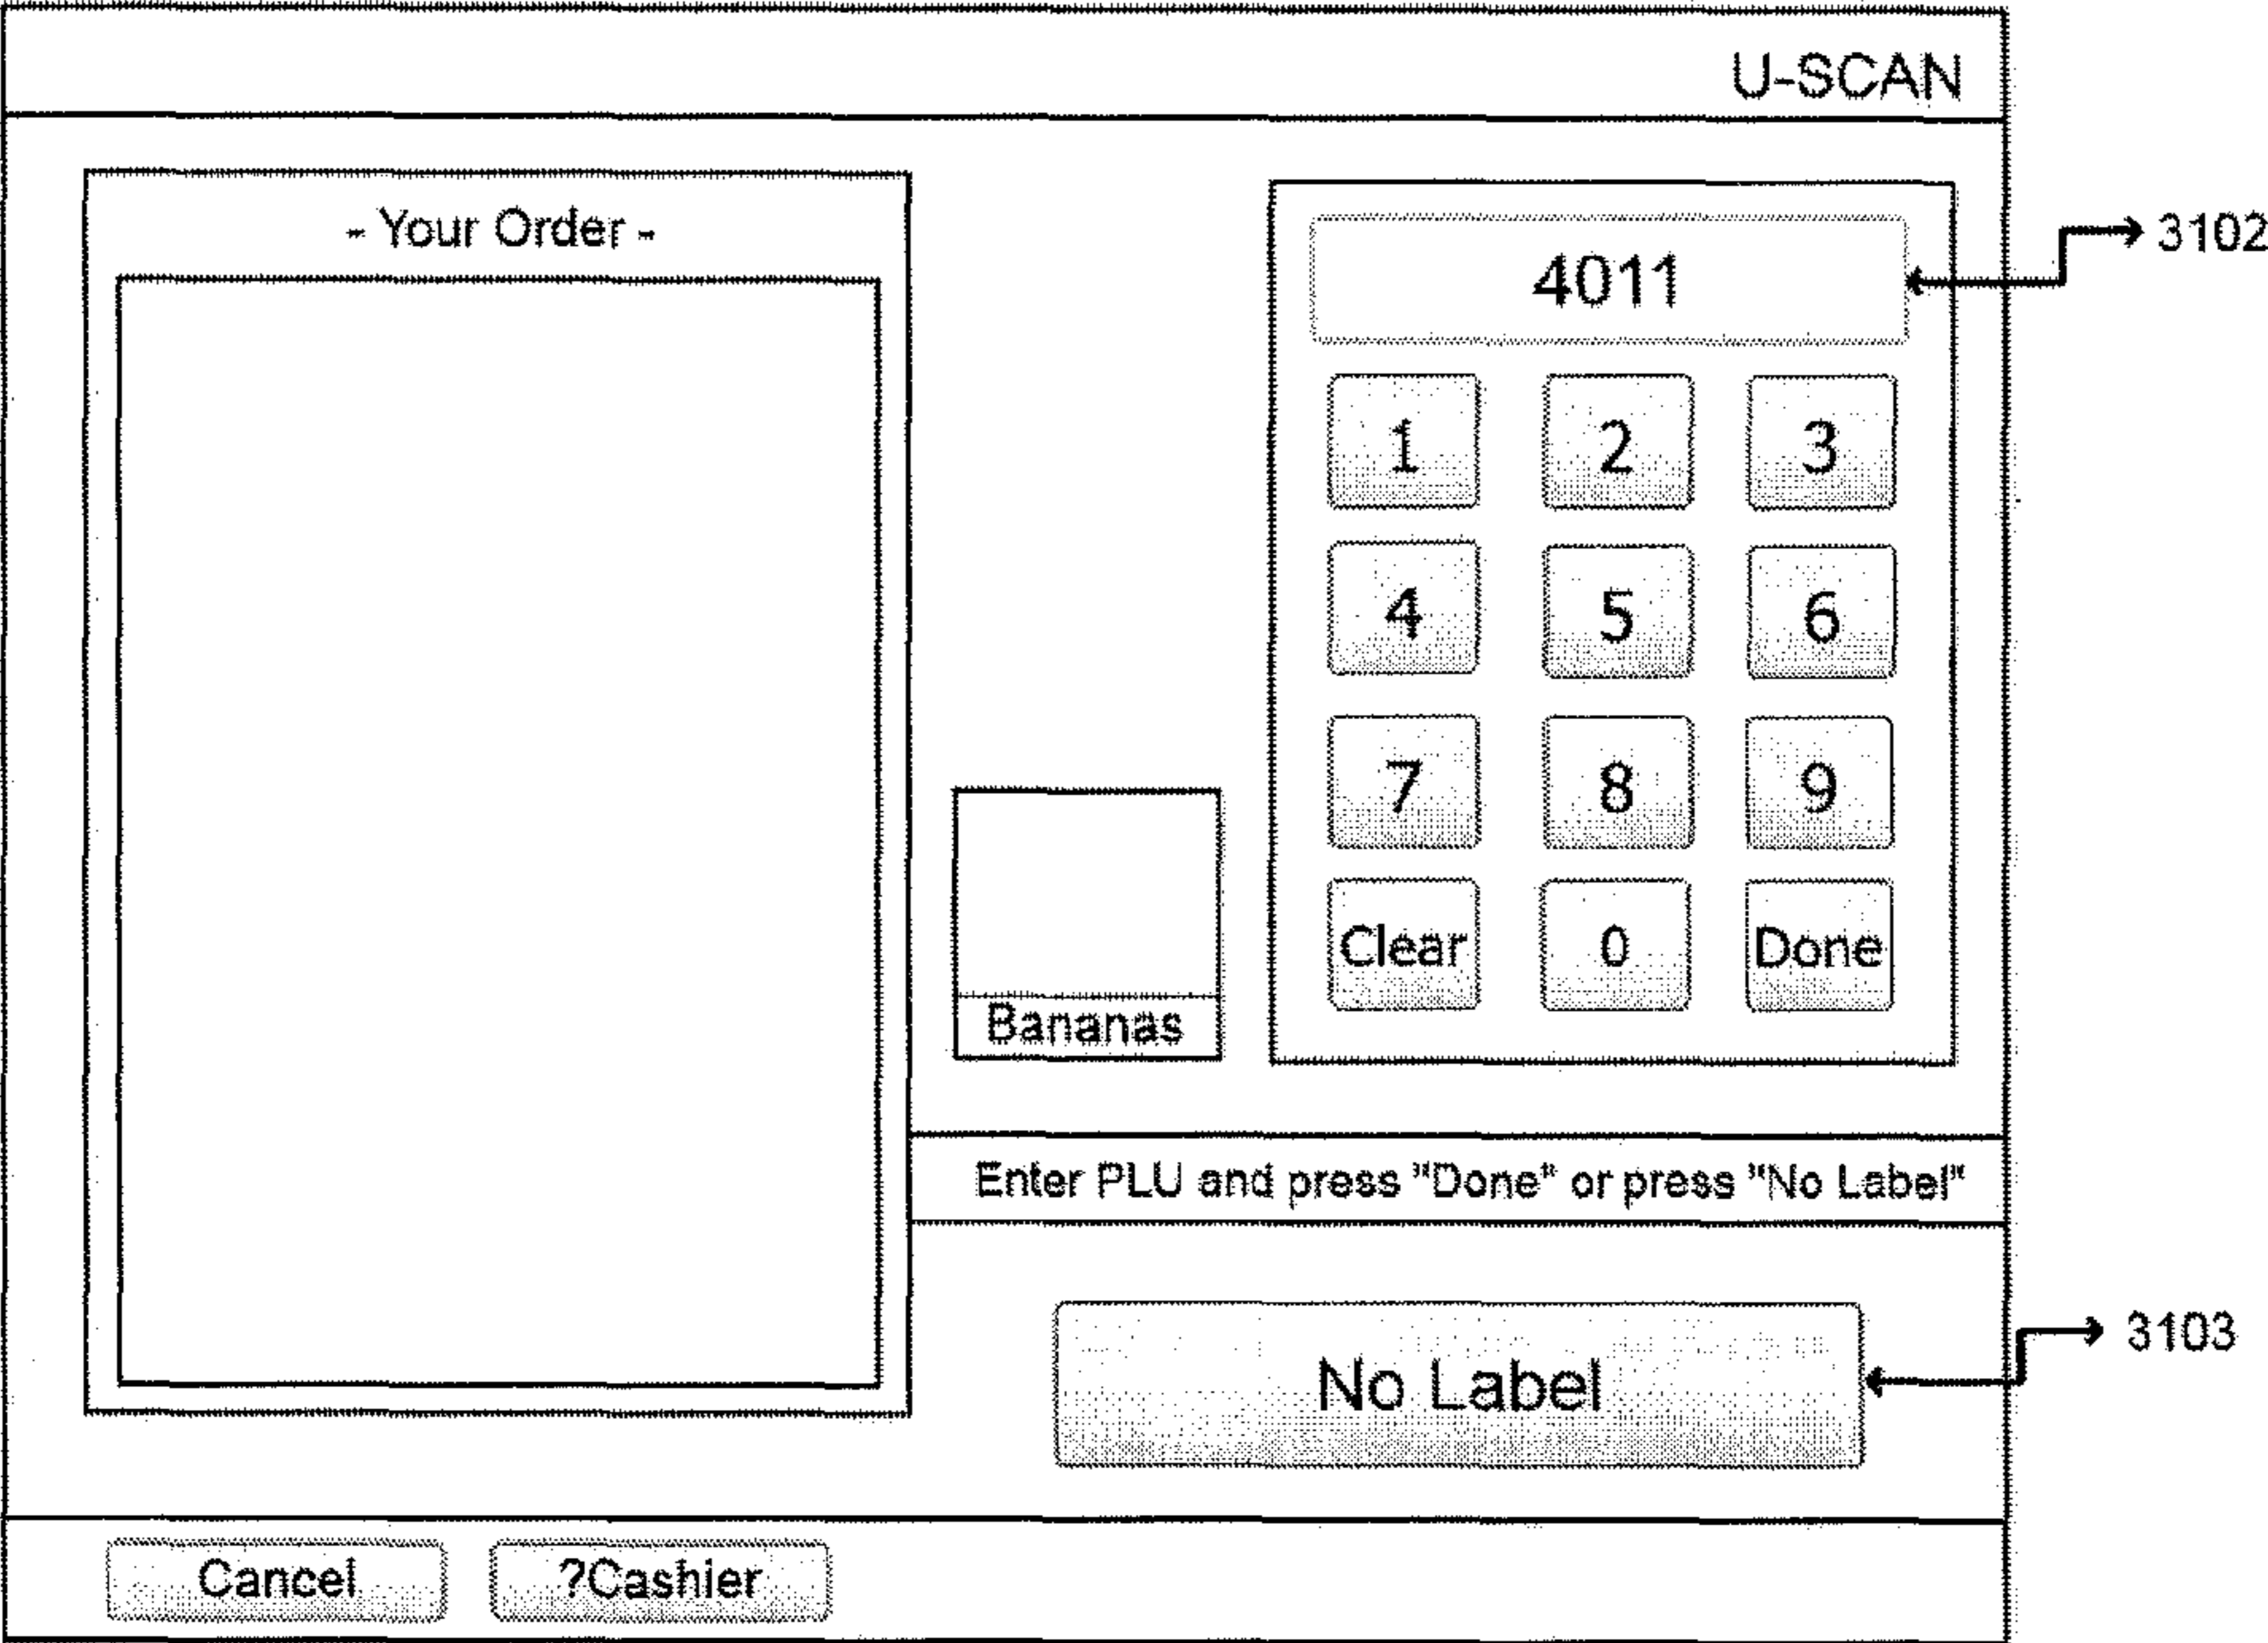 U-SCAN
- Your Order -
4011
3102
1 2 3
4 5 6
7 8 9
Clear 0 Done
Bananas
Enter PLU and press "Done" or press "No Label"
No Label
3103
Cancel ?Cashier